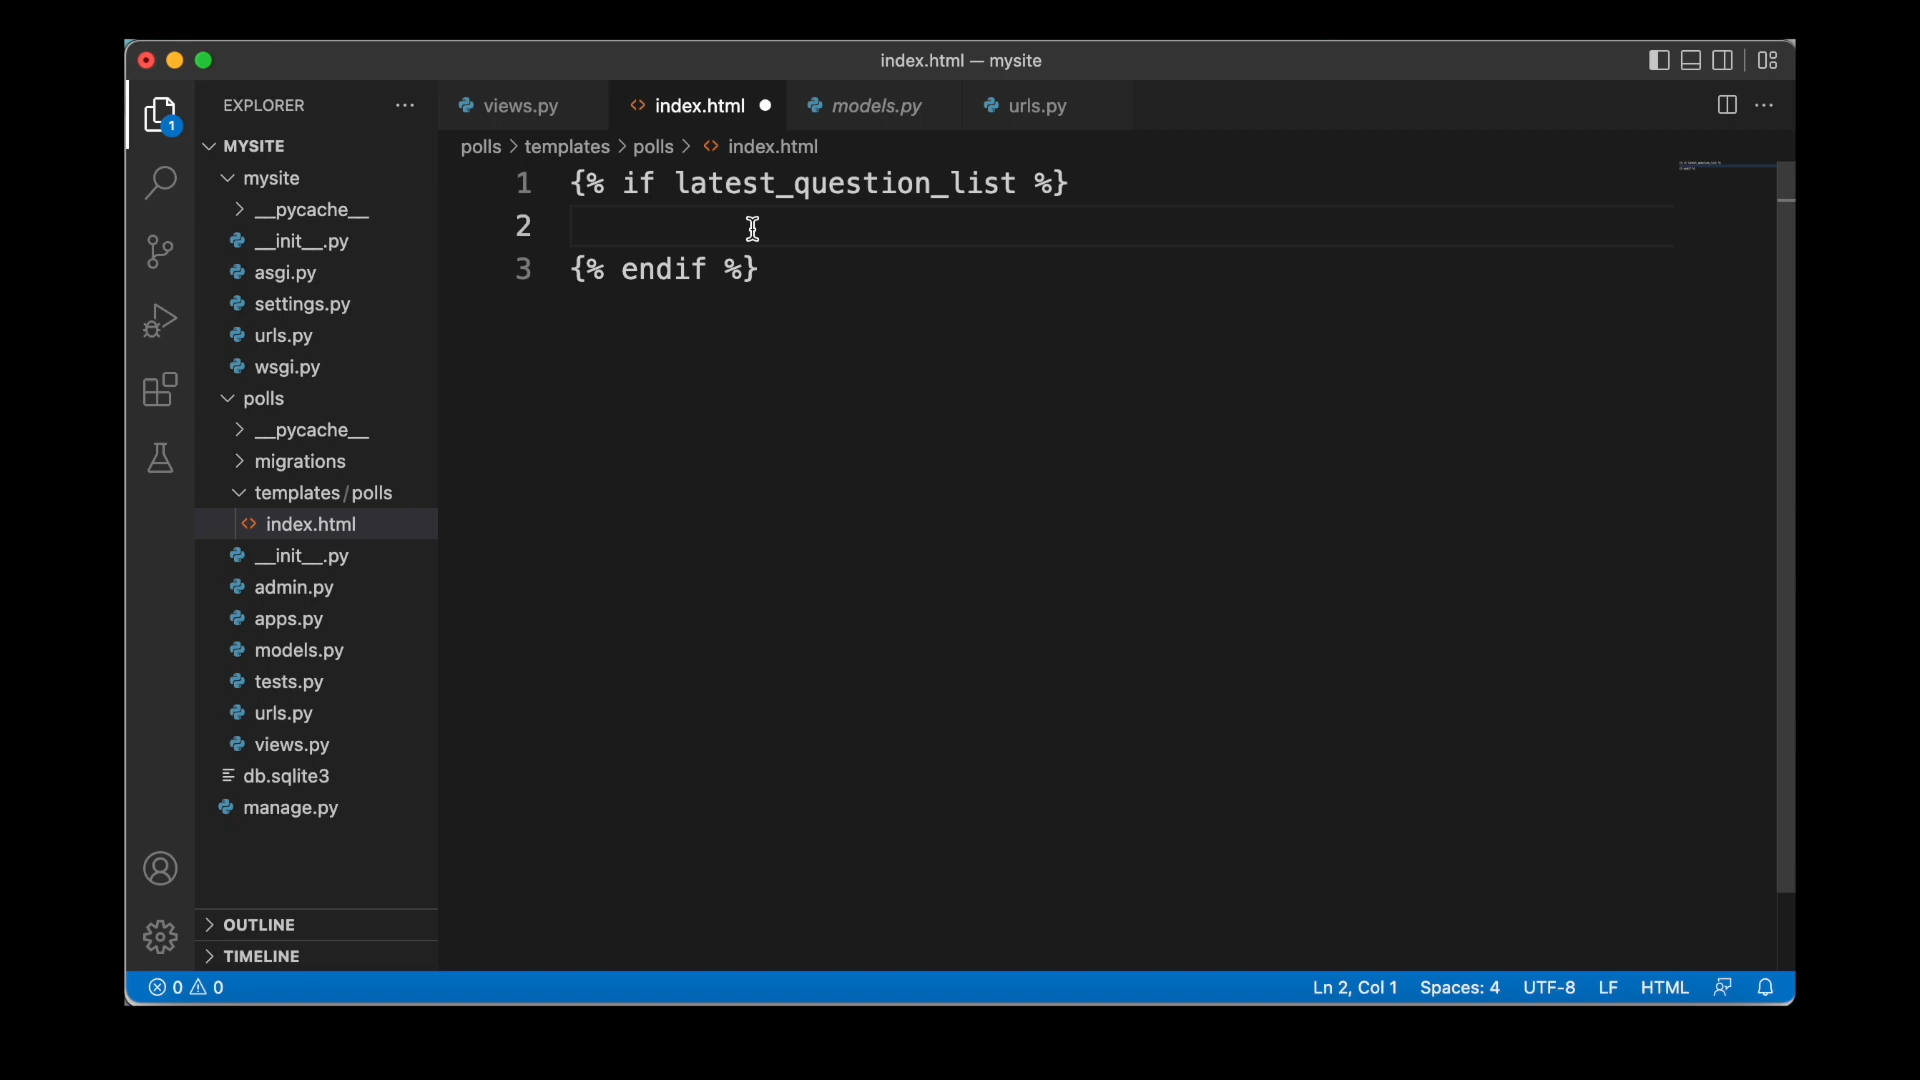 index.html — mysite
EXPLORER
views.py
index.html
models.py
urls.py
1
MYSITE
polls > templates > polls > index.html
mysite
__pycache__
__init__.py
asgi.py
settings.py
urls.py
wsgi.py
polls
__pycache__
migrations
templates/polls
index.html
__init__.py
admin.py
apps.py
models.py
tests.py
urls.py
views.py
db.sqlite3
manage.py
OUTLINE
TIMELINE
1 {% if latest_question_list %}
2
3 {% endif %}
0 0
Ln 2, Col 1 Spaces: 4 UTF-8 LF HTML